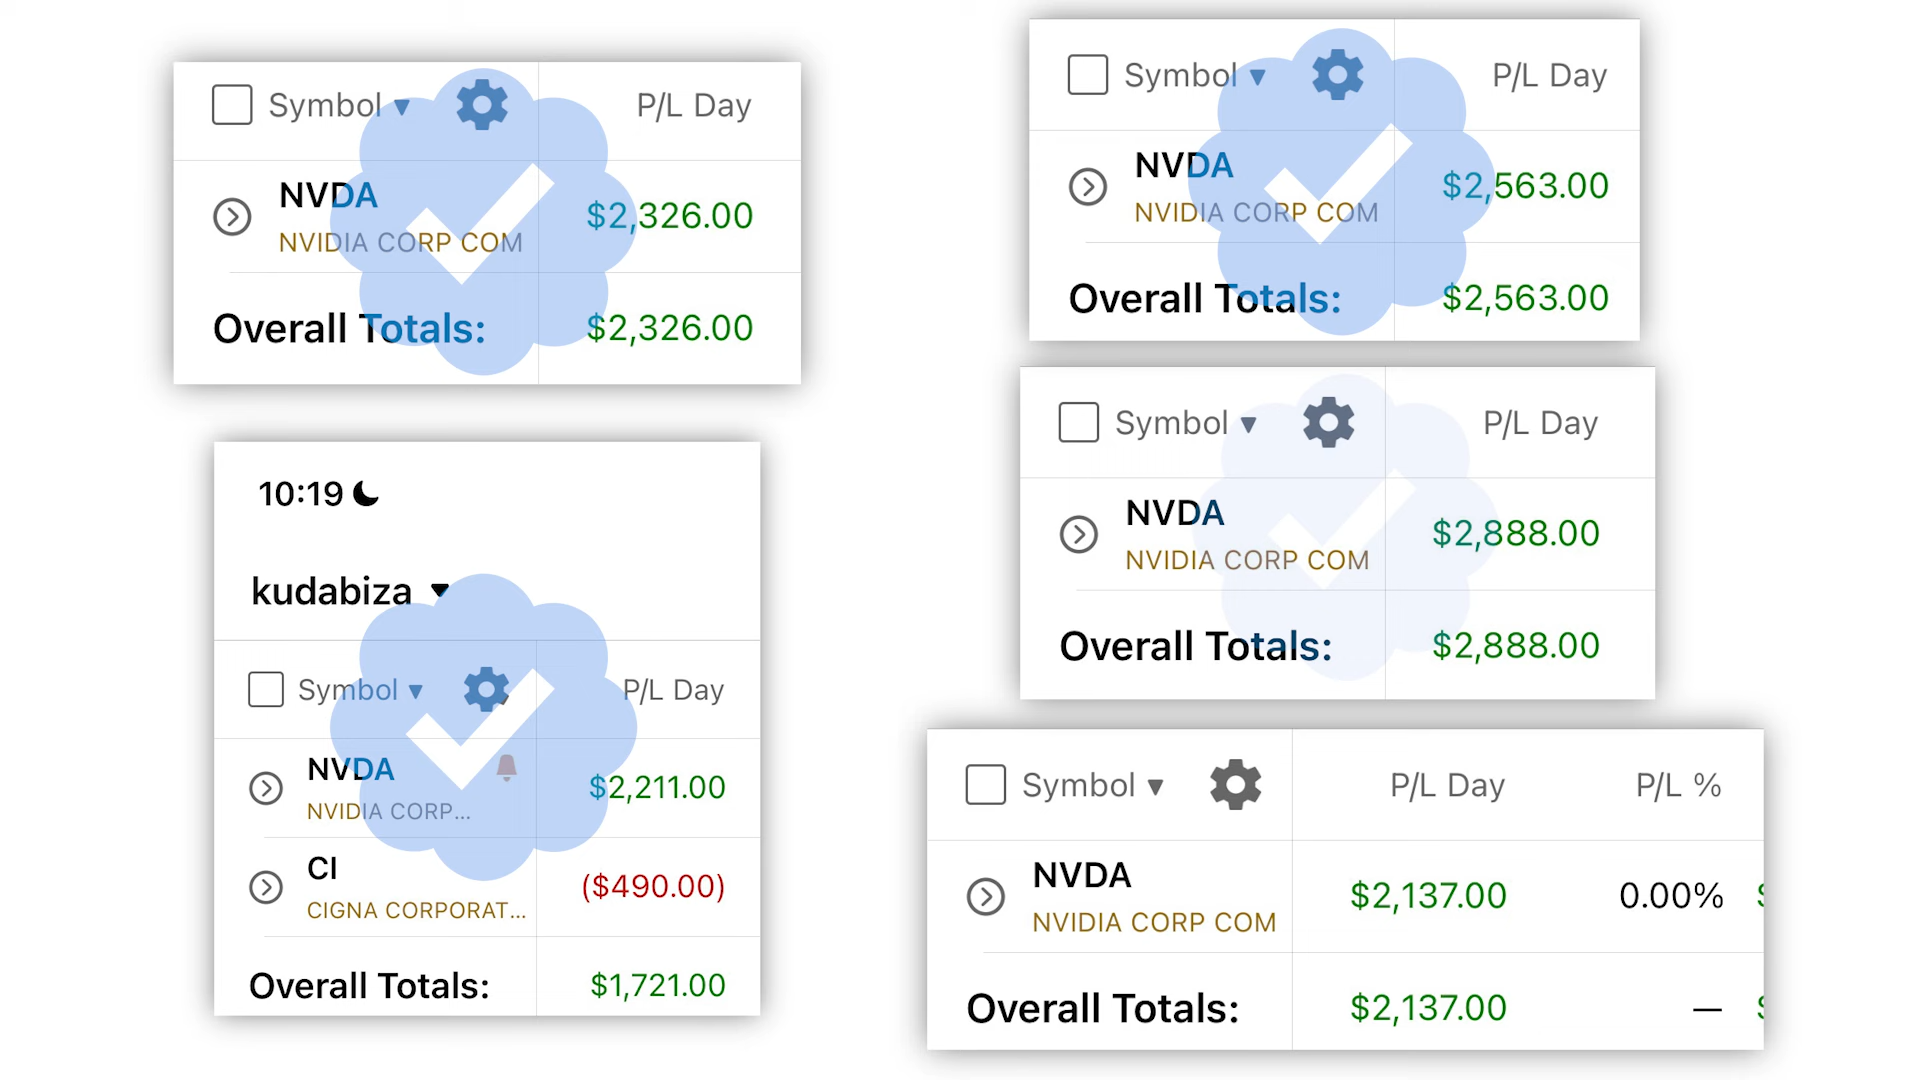 Symbol ▼ P/L Day
NVDA
$2,326.00
NVIDIA CORP COM
Overall Totals: $2,326.00
10:19
kudabiza ▼
Symbol ▼ P/L Day
NVDA
$2,211.00
NVIDIA CORP...
CI
($490.00)
CIGNA CORPORAT...
Overall Totals: $1,721.00
Symbol ▼ P/L Day
NVDA
$2,563.00
NVIDIA CORP COM
Overall Totals: $2,563.00
Symbol ▼ P/L Day
NVDA
$2,888.00
NVIDIA CORP COM
Overall Totals: $2,888.00
Symbol ▼ P/L Day P/L %
NVDA
$2,137.00 0.00%
NVIDIA CORP COM
Overall Totals: $2,137.00 —